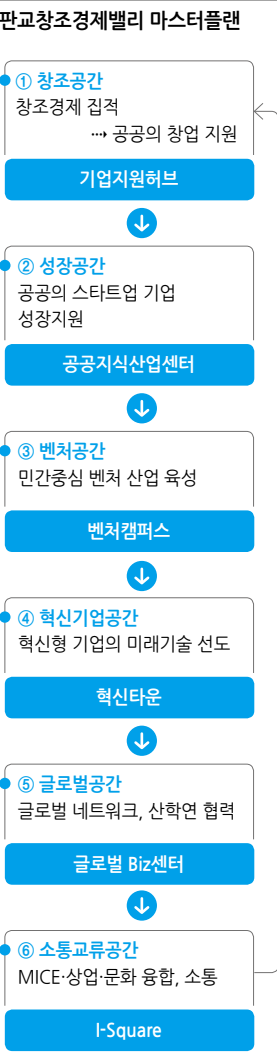 판교창조경제밸리 마스터플랜
① 창조공간
창조경제 집적
⋯→ 공공의 창업 지원
기업지원허브
② 성장공간
공공의 스타트업 기업
성장지원
공공지식산업센터
③ 벤처공간
민간중심 벤처 산업 육성
벤처캠퍼스
④ 혁신기업공간
혁신형 기업의 미래기술 선도
혁신타운
⑤ 글로벌공간
글로벌 네트워크, 산학연 협력
글로벌 Biz센터
⑥ 소통교류공간
MICE·상업·문화 융합, 소통
I-Square